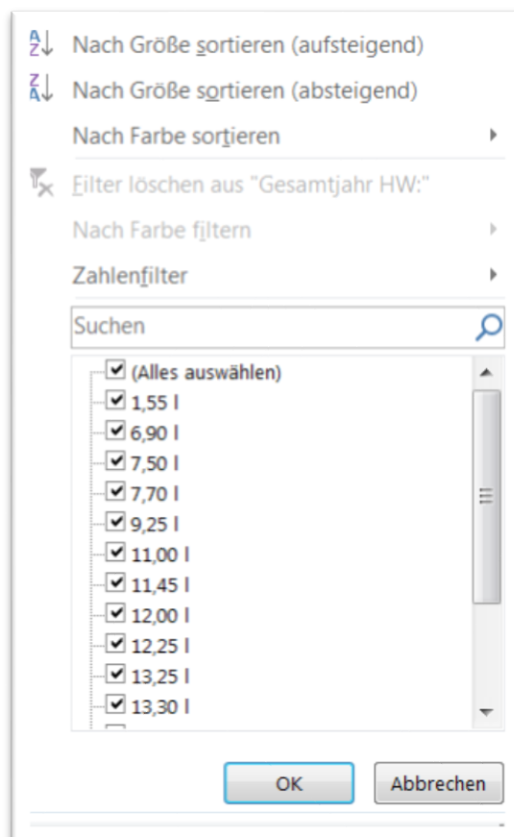 Nach Größe sortieren (aufsteigend)
Nach Größe sortieren (absteigend)
Nach Farbe sortieren
Filter löschen aus "Gesamtjahr HW:"
Nach Farbe filtern
Zahlenfilter
Suchen
(Alles auswählen)
1,55 l
6,90 l
7,50 l
7,70 l
9,25 l
11,00 l
11,45 l
12,00 l
12,25 l
13,25 l
13,30 l
OK
Abbrechen